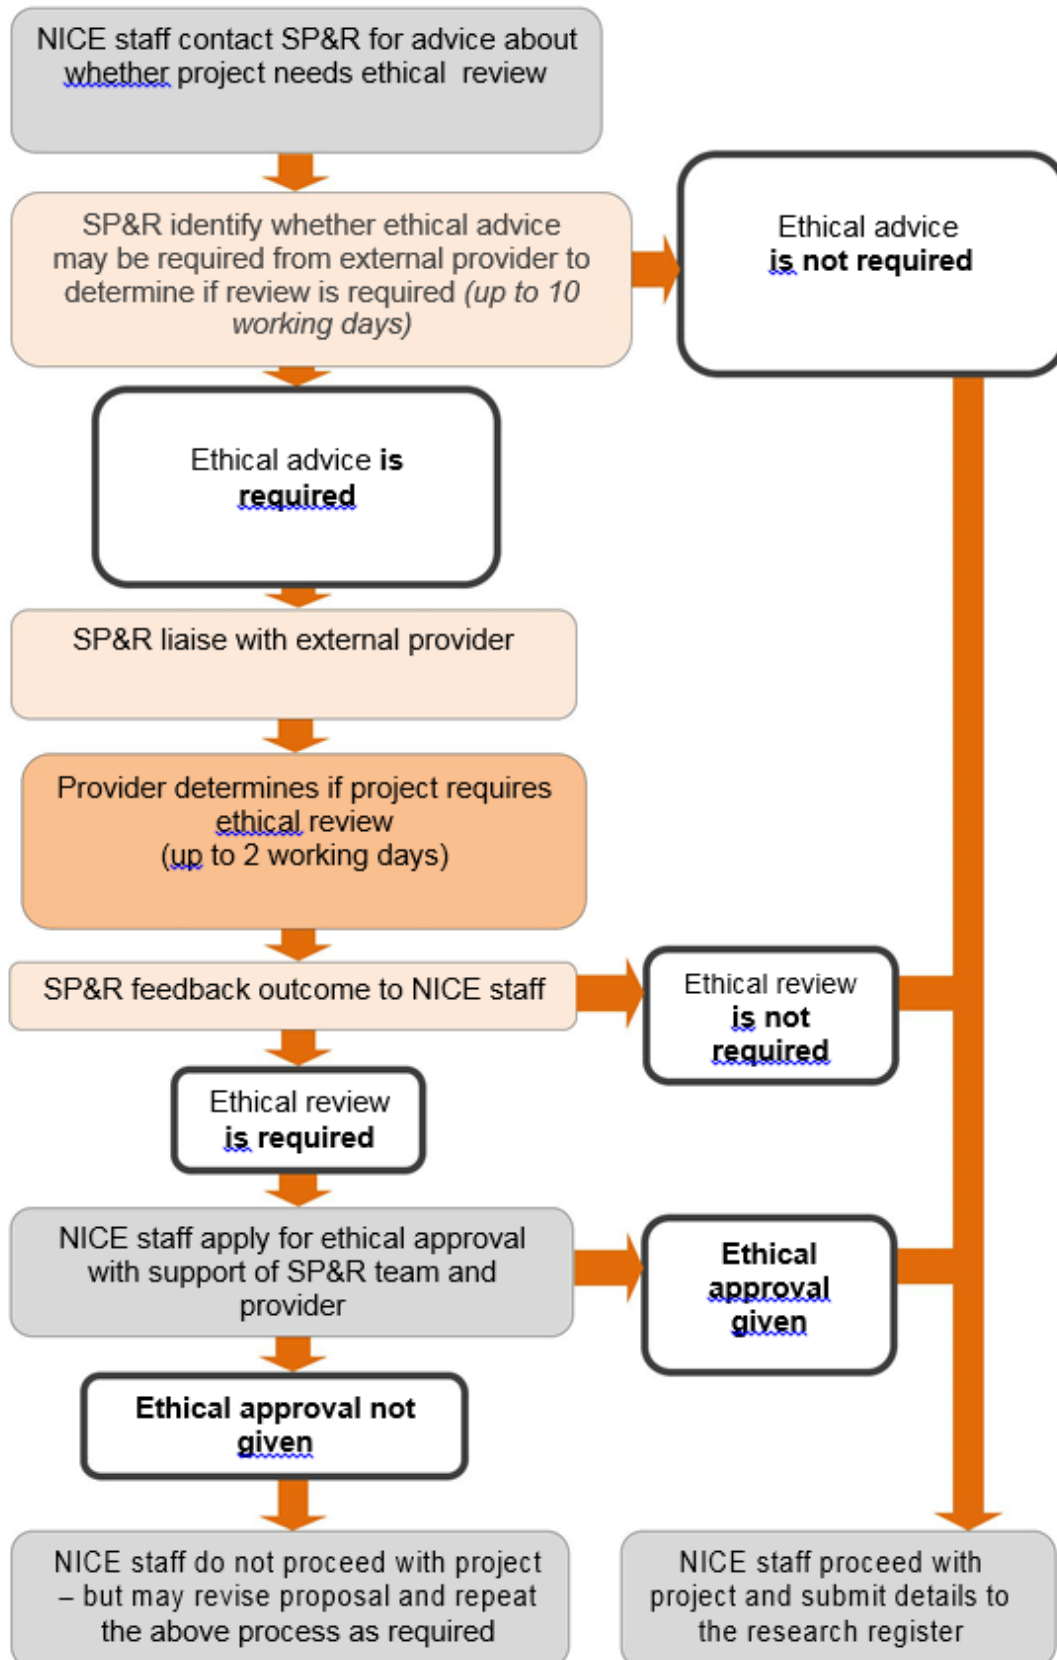 NICE staff contact SP&R for advice about
whether project needs ethical review
SP&R identify whether ethical advice
may be required from external provider to
determine if review is required (up to 10
working days)
Ethical advice
is not required
Ethical advice is
required
SP&R liaise with external provider
Provider determines if project requires
ethical review
(up to 2 working days)
SP&R feedback outcome to NICE staff
Ethical review
is not
required
Ethical review
is required
NICE staff apply for ethical approval
with support of SP&R team and
provider
Ethical
approval
given
Ethical approval not
given
NICE staff do not proceed with project
– but may revise proposal and repeat
the above process as required
NICE staff proceed with
project and submit details to
the research register